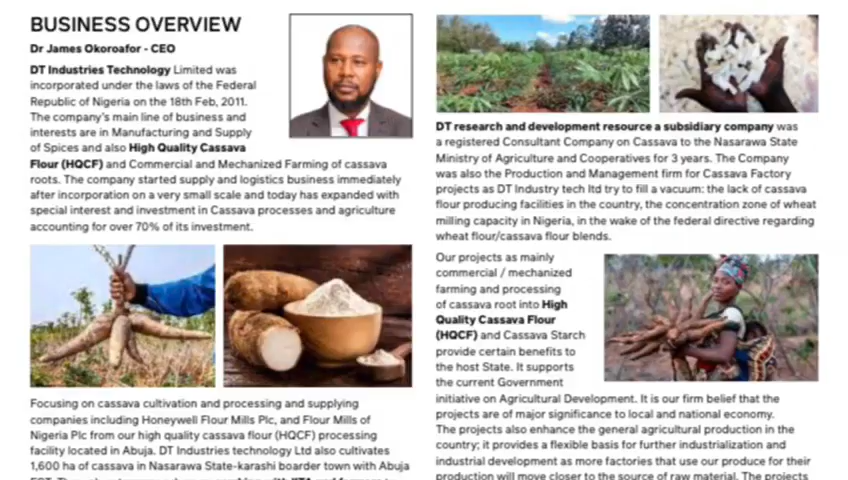 BUSINESS OVERVIEW
Dr James Okoroafor - CEO
DT Industries Technology Limited was
incorporated under the laws of the Federal
Republic of Nigeria on the 18th Feb, 2011.
The company's main line of business and
interests are in Manufacturing and Supply
of Spices and also High Quality Cassava
Flour (HQCF) and Commercial and Mechanized Farming of cassava
roots. The company started supply and logistics business immediately
after incorporation on a very small scale and today has expanded with
special interest and investment in Cassava processes and agriculture
accounting for over 70% of its investment.
Focusing on cassava cultivation and processing and supplying
companies including Honeywell Flour Mills Plc, and Flour Mills of
Nigeria Plc from our high quality cassava flour (HQCF) processing
facility located in Abuja. DT Industries technology Ltd also cultivates
1,600 ha of cassava in Nasarawa State-karashi boarder town with Abuja
DT research and development resource a subsidiary company was
a registered Consultant Company on Cassava to the Nasarawa State
Ministry of Agriculture and Cooperatives for 3 years. The Company
was also the Production and Management firm for Cassava Factory
projects as DT Industry tech ltd try to fill a vacuum: the lack of cassava
flour producing facilities in the country, the concentration zone of wheat
milling capacity in Nigeria, in the wake of the federal directive regarding
wheat flour/cassava flour blends.
Our projects as mainly
commercial / mechanized
farming and processing
of cassava root into High
Quality Cassava Flour
(HQCF) and Cassava Starch
provide certain benefits to
the host State. It supports
the current Government
initiative on Agricultural Development. It is our firm belief that the
projects are of major significance to local and national economy.
The projects also enhance the general agricultural production in the
country; it provides a flexible basis for further industrialization and
industrial development as more factories that use our produce for their
production will move closer to the source of raw material. The projects